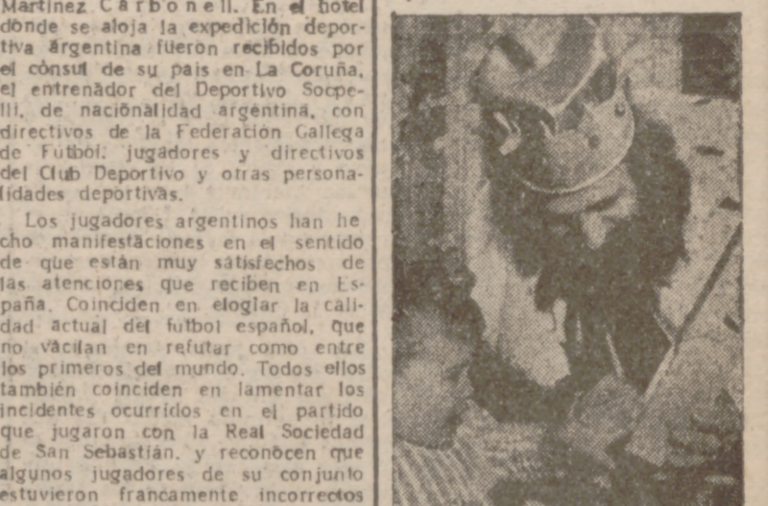 Martínez Carbonell. En el hotel
donde se aloja la expedición depor-
tiva argentina fueron recibidos por
el cónsul de su país en La Coruña,
el entrenador del Deportivo Scope-
lli, de nacionalidad argentina, con
directivos de la Federación Gallega
de Fútbol, jugadores y directivos
del Club Deportivo y otras persona-
lidades deportivas.
Los jugadores argentinos han he
cho manifestaciones en el sentido
de que están muy satisfechos de
las atenciones que reciben en Es-
paña. Coinciden en elogiar la cali-
dad actual del futbol español, que
no vacilan en refutar como entre
los primeros del mundo. Todos ellos
también coinciden en lamentar los
incidentes ocurridos en el partido
que jugaron con la Real Sociedad
de San Sebastián, y reconocen que
algunos jugadores de su conjunto
estuvieron francamente incorrectos